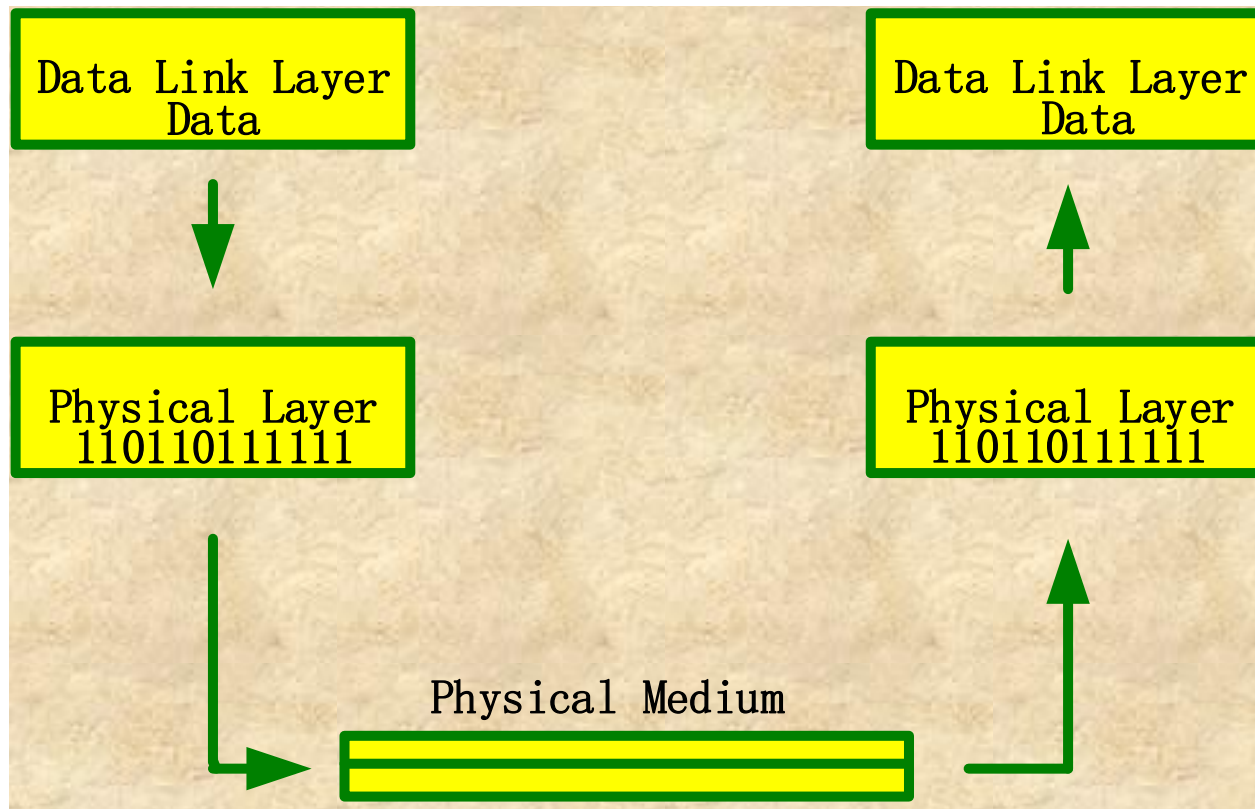 Data Link Layer
Data
Data Link Layer
Data
Physical Layer
110110111111
Physical Layer
110110111111
Physical Medium